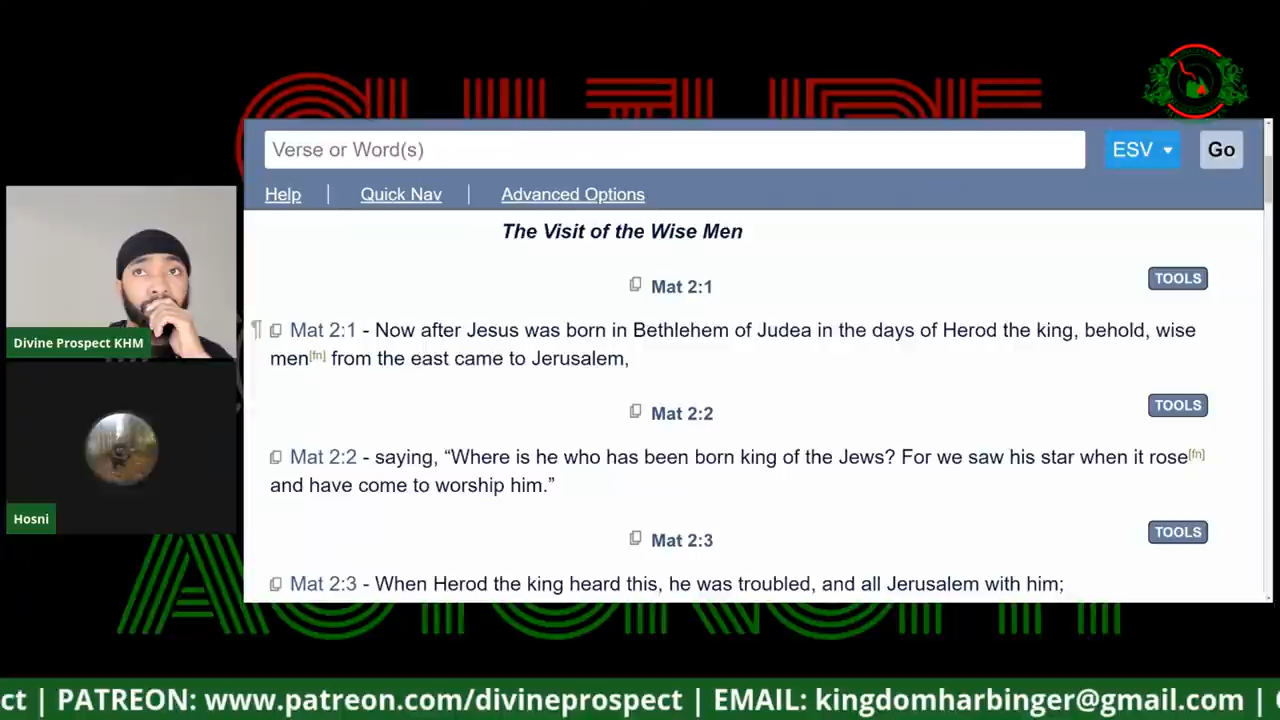 Verse or Word(s)
ESV
Go
Help
Quick Nav
Advanced Options
The Visit of the Wise Men
Mat 2:1
TOOLS
¶ Mat 2:1 - Now after Jesus was born in Bethlehem of Judea in the days of Herod the king, behold, wise
men[fn] from the east came to Jerusalem,
Mat 2:2
TOOLS
Mat 2:2 - saying, “Where is he who has been born king of the Jews? For we saw his star when it rose[fn]
and have come to worship him.”
Mat 2:3
TOOLS
Mat 2:3 - When Herod the king heard this, he was troubled, and all Jerusalem with him;
Divine Prospect KHM
Hosni
ct | PATREON: www.patreon.com/divineprospect | EMAIL: kingdomharbinger@gmail.com |